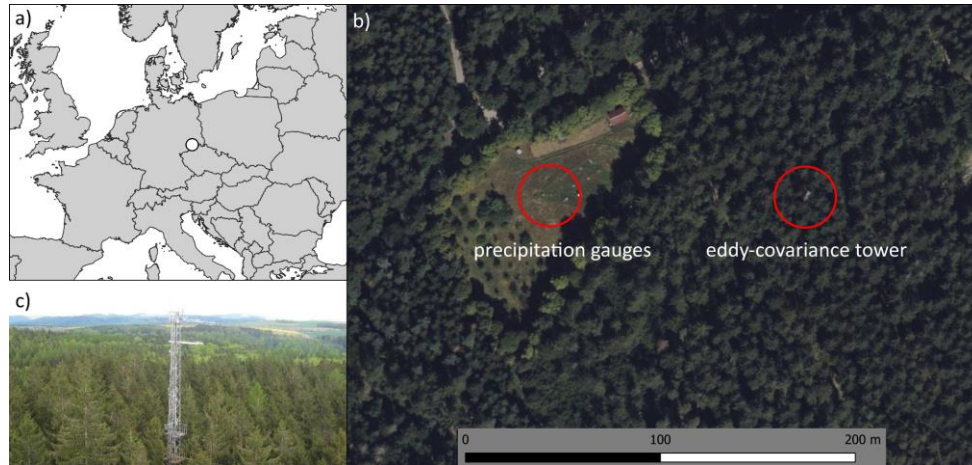 a)
b)
precipitation gauges
eddy-covariance tower
c)
0
100
200 m